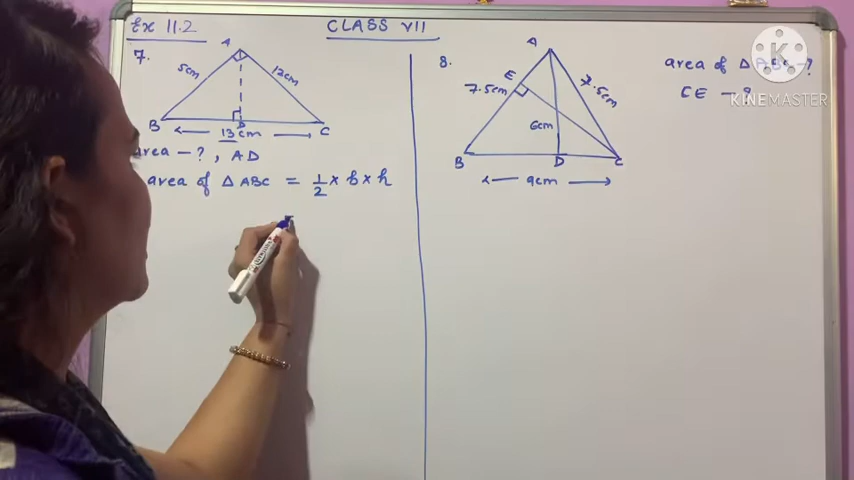 Ex 11.2
CLASS VII
7.
A
5cm
12cm
B
D
C
13cm
area - ?, AD
area of △ ABC = 1/2 × b × h
8.
A
E
7.5cm
7.5cm
6cm
B
D
C
9cm
area of △ ABC - ?
CE - ?
KINEMASTER